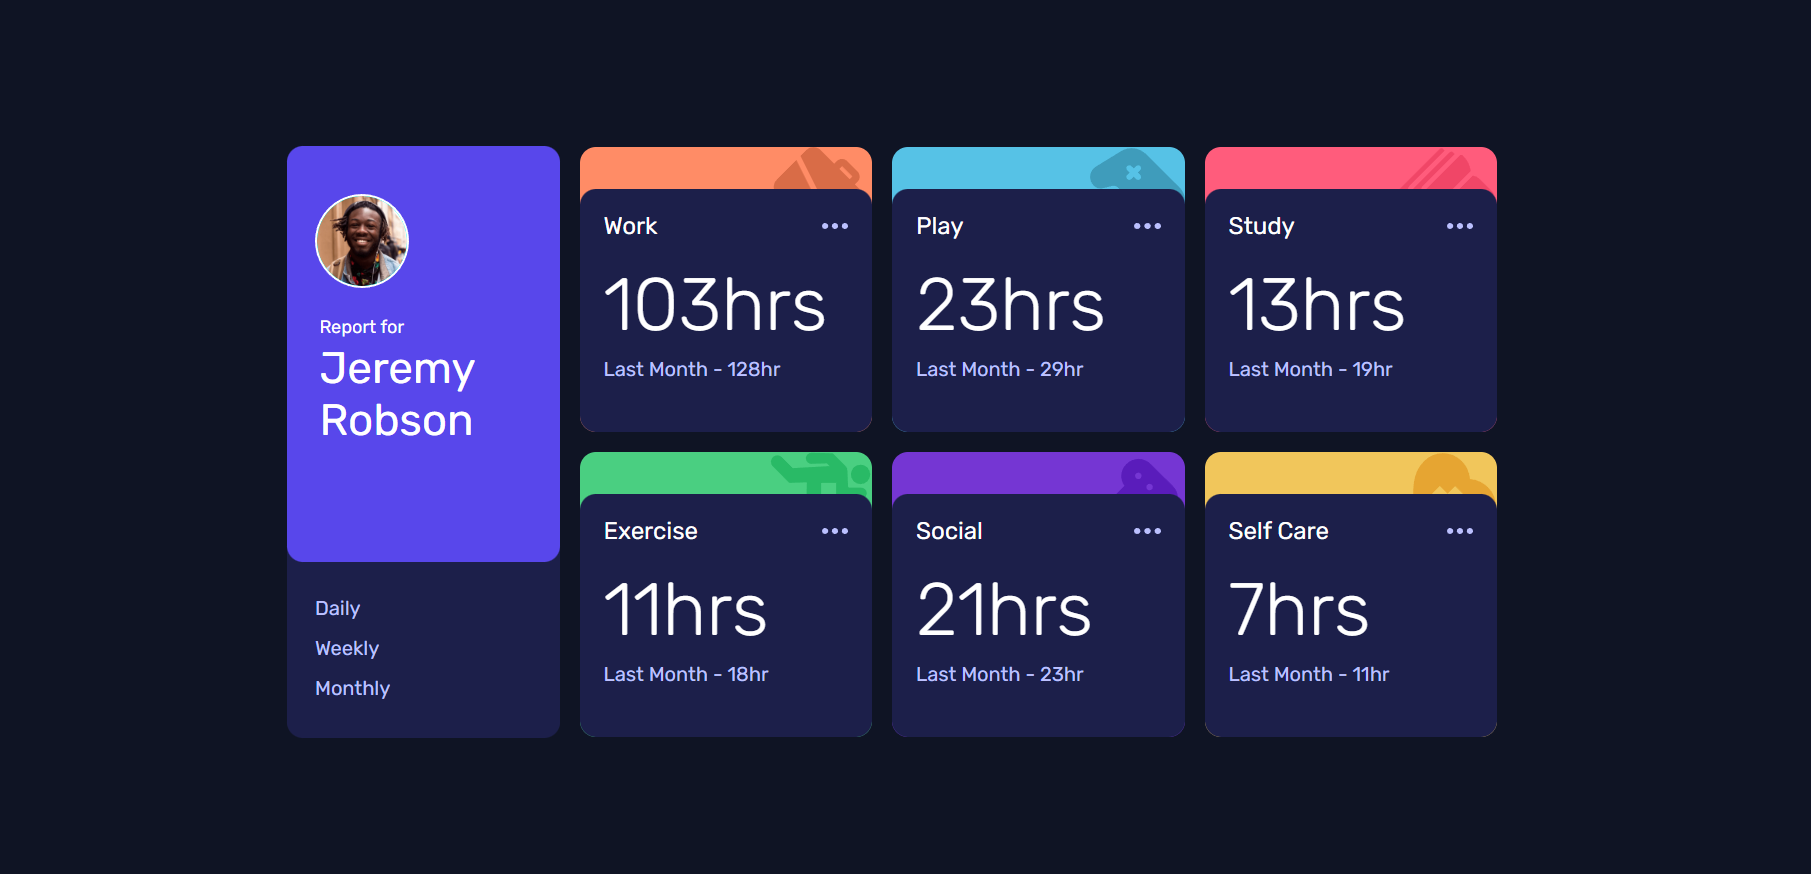 Report for
Jeremy
Robson
Daily
Weekly
Monthly
Work
103hrs
Last Month - 128hr
Play
23hrs
Last Month - 29hr
Study
13hrs
Last Month - 19hr
Exercise
11hrs
Last Month - 18hr
Social
21hrs
Last Month - 23hr
Self Care
7hrs
Last Month - 11hr